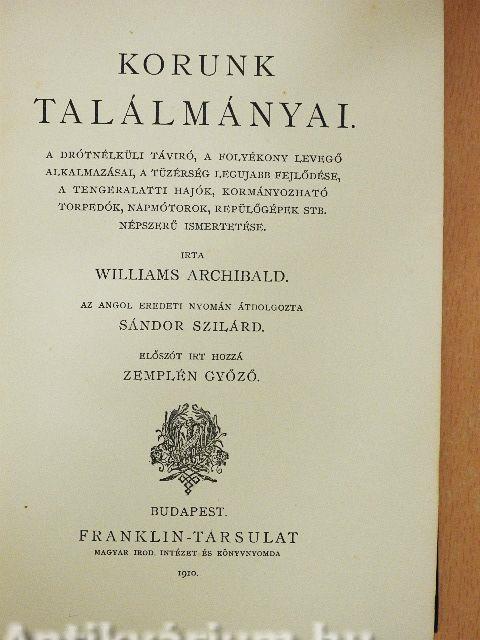 KORUNK
TALÁLMÁNYAI.
A DRÓTNÉLKÜLI TÁVIRÓ, A FOLYÉKONY LEVEGŐ
ALKALMAZÁSAI, A TÜZÉRSÉG LEGUJABB FEJLŐDÉSE,
A TENGERALATTI HAJÓK, KORMÁNYOZHATÓ
TORPEDÓK, NAPMÓTOROK, REPÜLŐGÉPEK STB.
NÉPSZERŰ ISMERTETÉSE.
IRTA
WILLIAMS ARCHIBALD.
AZ ANGOL EREDETI NYOMÁN ÁTDOLGOZTA
SÁNDOR SZILÁRD.
ELŐSZÓT IRT HOZZÁ
ZEMPLÉN GYŐZŐ.
BUDAPEST.
FRANKLIN-TÁRSULAT
MAGYAR IROD. INTÉZET ÉS KÖNYVNYOMDA
1910.
Antikvárium.hu